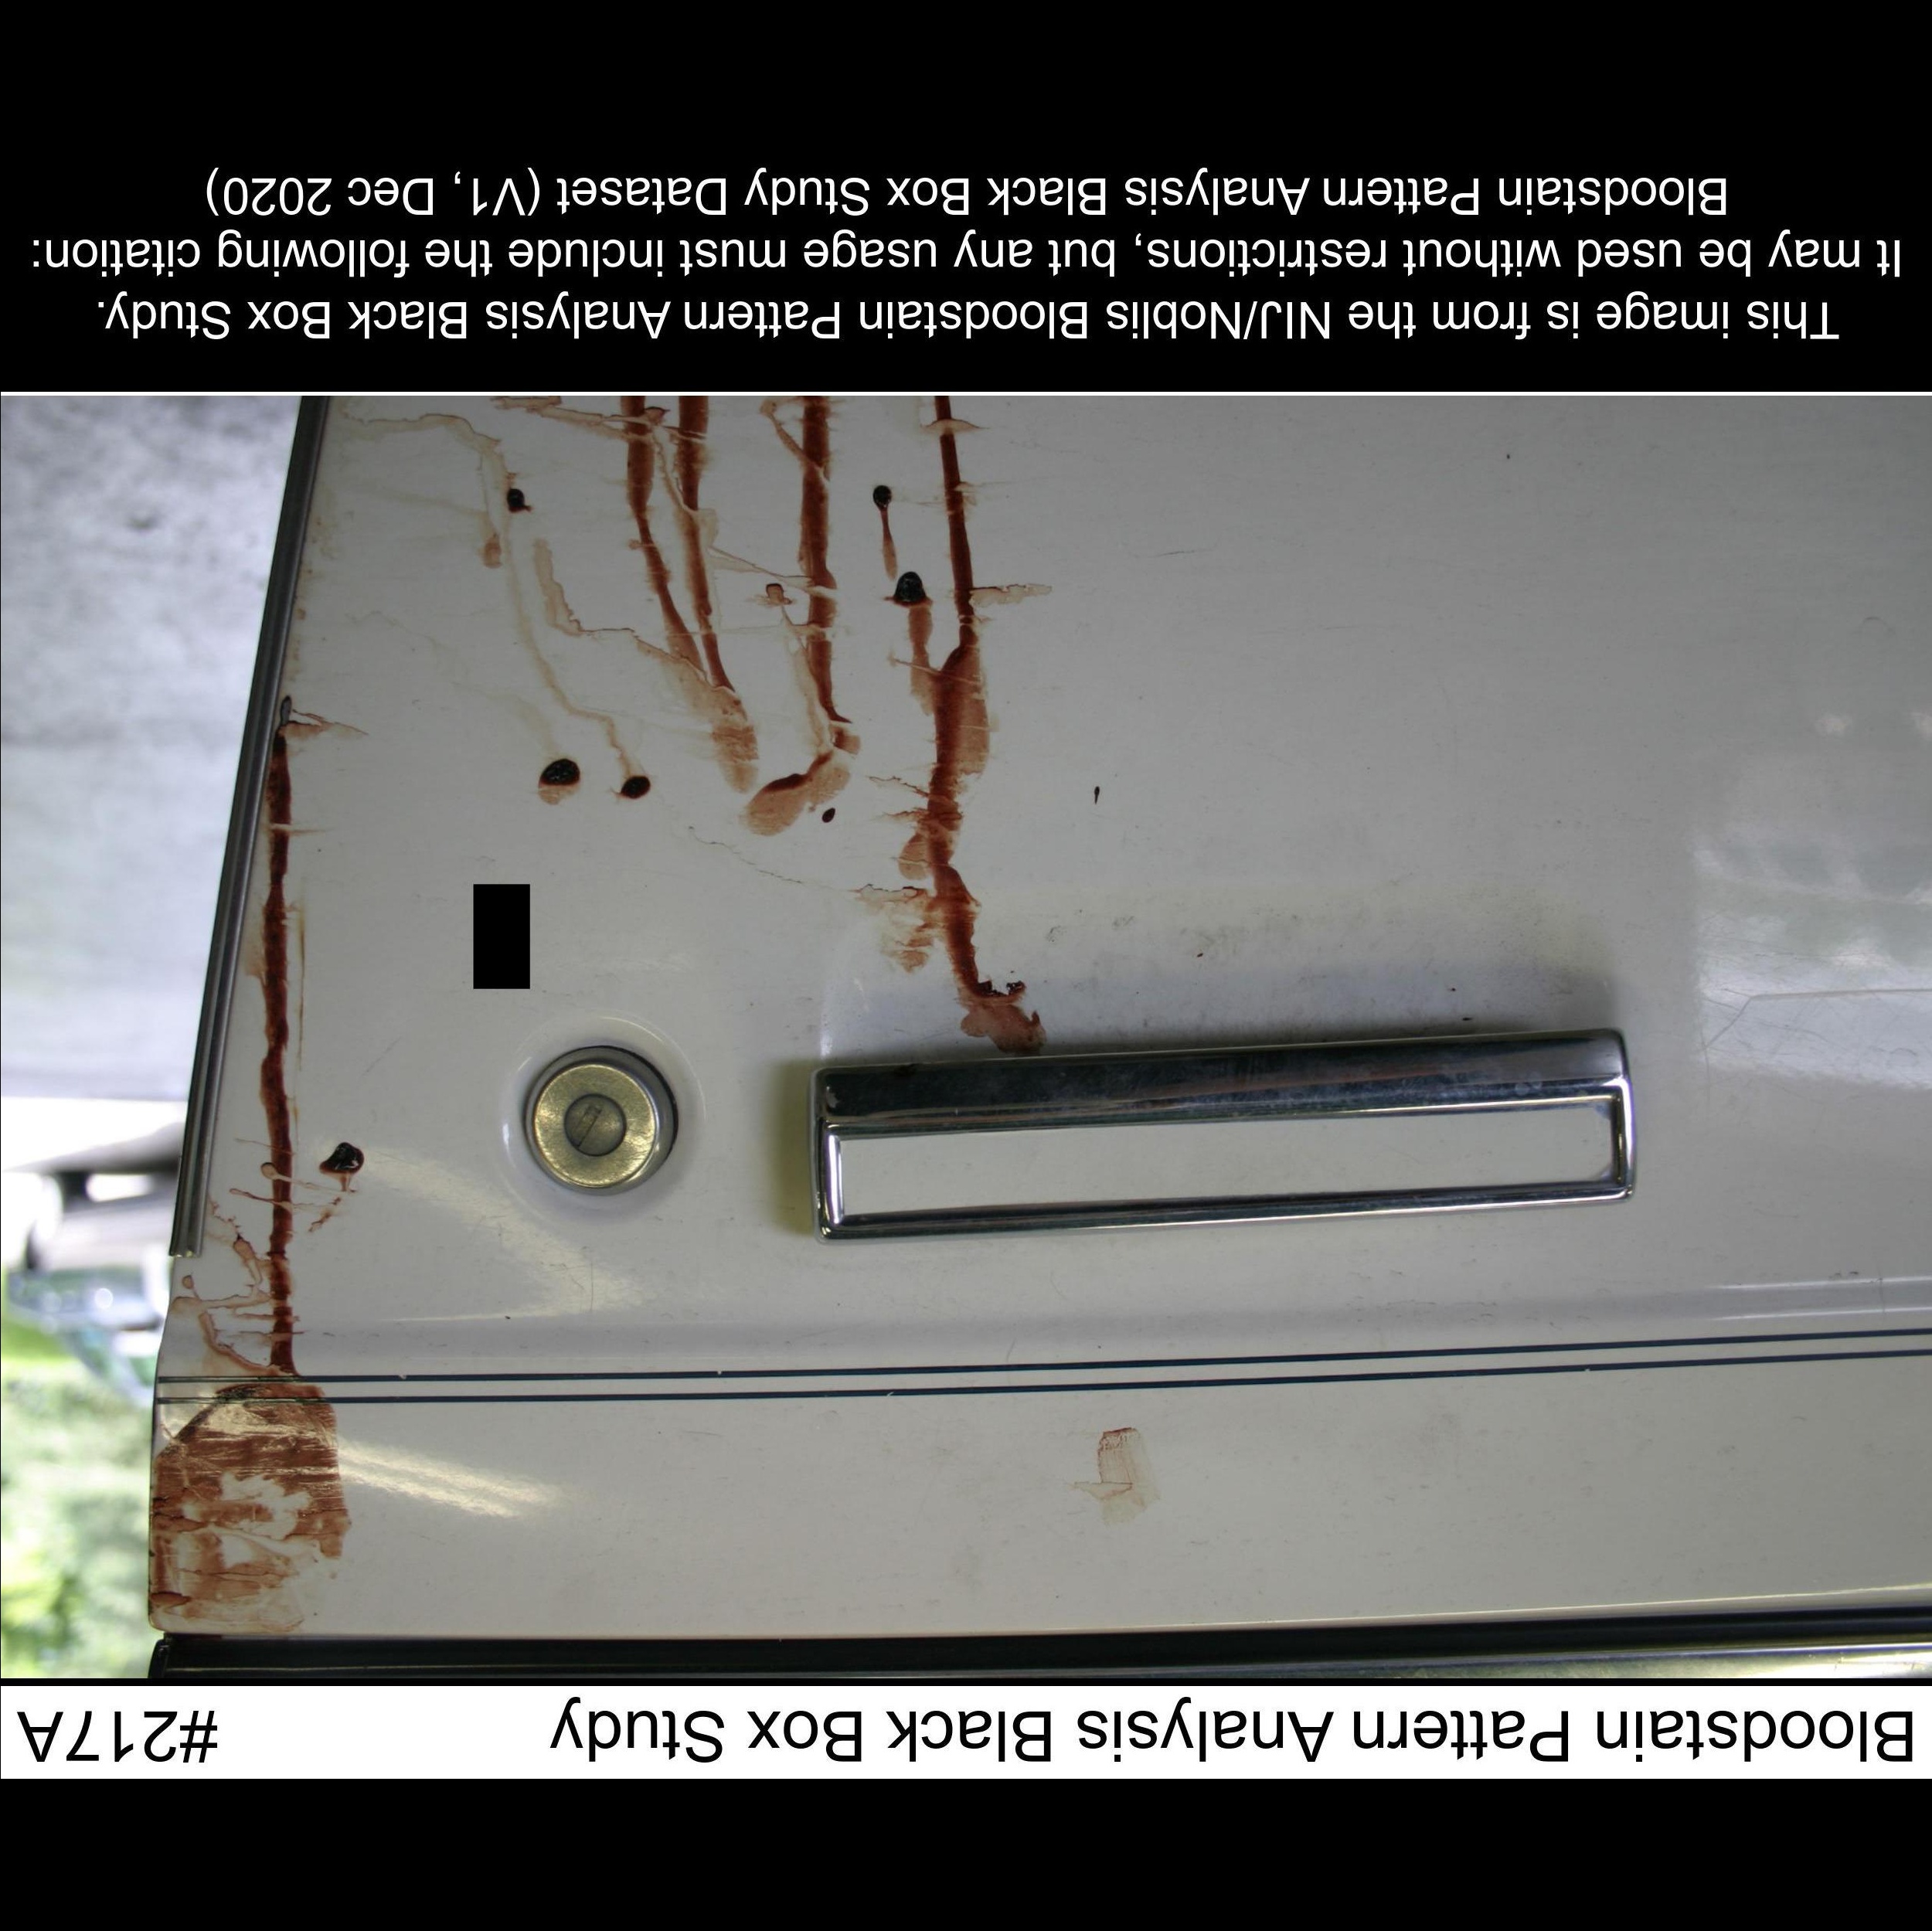 Bloodstain Pattern Analysis Black Box Study #217A
This image is from the NIJ/Noblis Bloodstain Pattern Analysis Black Box Study.
It may be used without restrictions, but any usage must include the following citation:
Bloodstain Pattern Analysis Black Box Study Dataset (V1, Dec 2020)